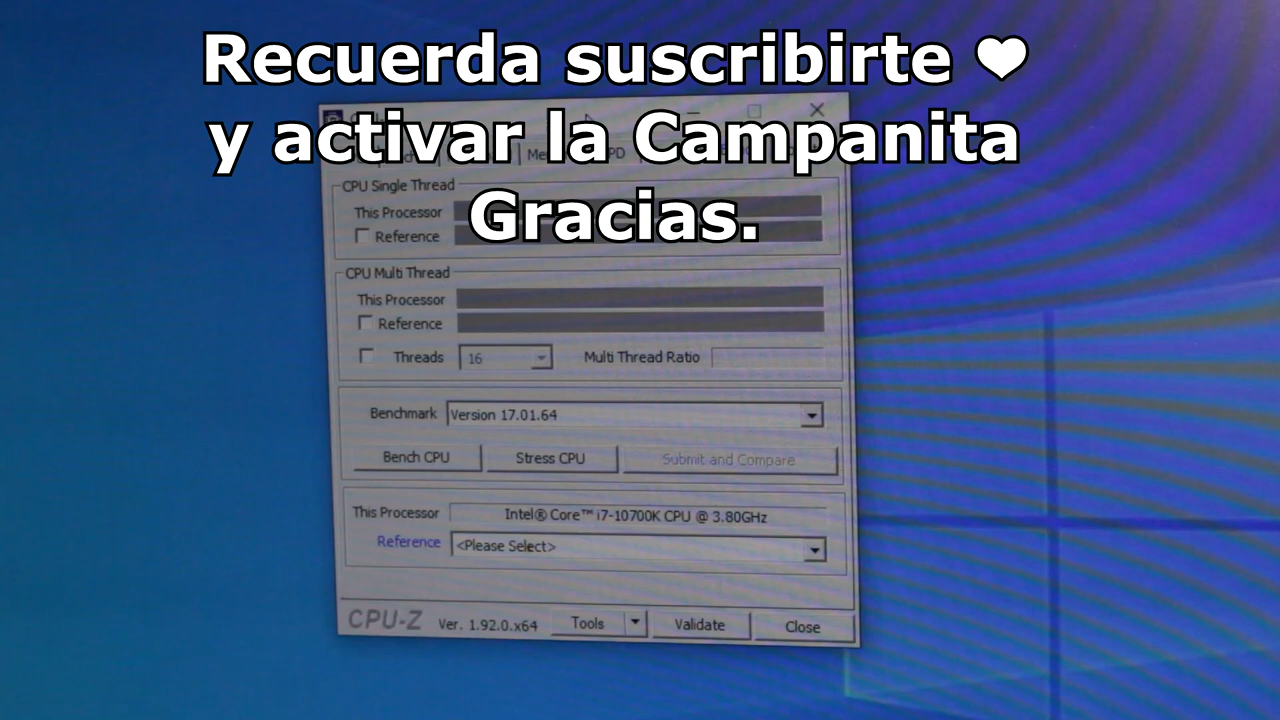 Recuerda suscribirte ♥
y activar la Campanita
Gracias.
CPU Single Thread
This Processor
Reference
CPU Multi Thread
This Processor
Reference
Threads 16 Multi Thread Ratio
Benchmark Version 17.01.64
Bench CPU Stress CPU Submit and Compare
This Processor Intel® Core™ i7-10700K CPU @ 3.80GHz
Reference <Please Select>
CPU-Z Ver. 1.92.0.x64 Tools Validate Close